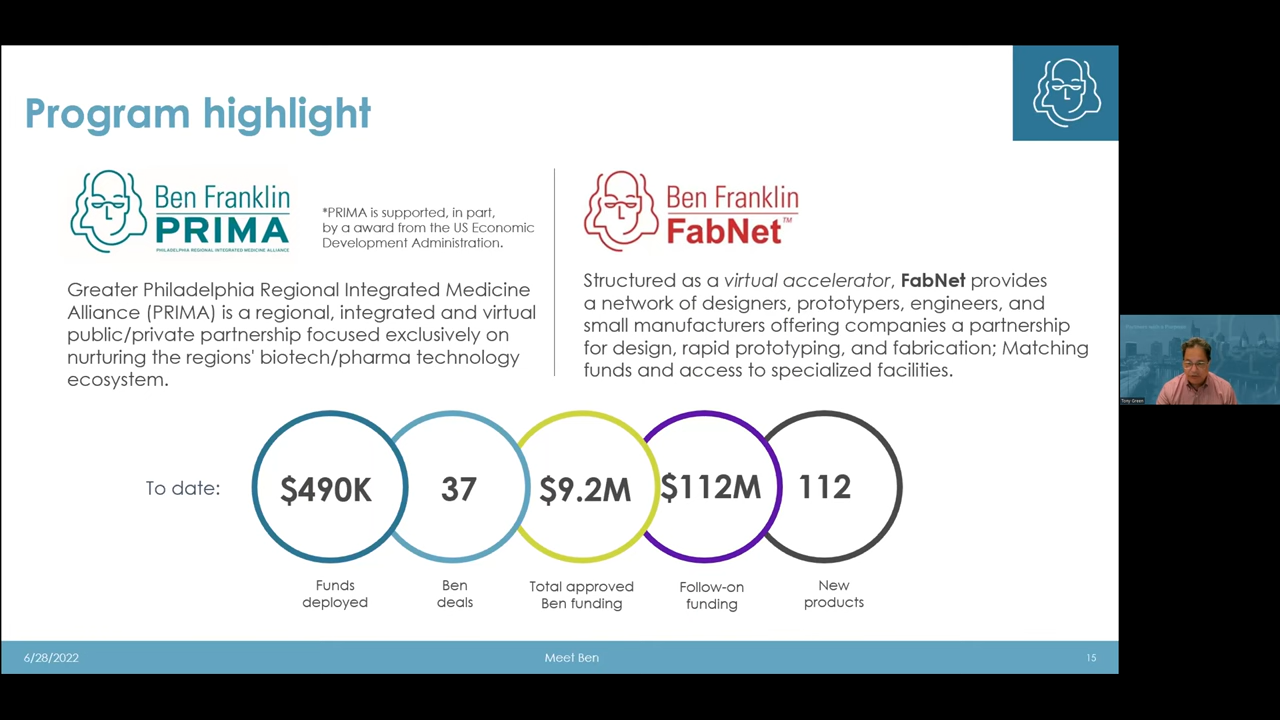 Program highlight
Ben Franklin
PRIMA
PHILADELPHIA REGIONAL INTEGRATED MEDICINE ALLIANCE
*PRIMA is supported, in part,
by a award from the US Economic
Development Administration.
Greater Philadelphia Regional Integrated Medicine
Alliance (PRIMA) is a regional, integrated and virtual
public/private partnership focused exclusively on
nurturing the regions' biotech/pharma technology
ecosystem.
Ben Franklin
FabNet™
Structured as a virtual accelerator, FabNet provides
a network of designers, prototypers, engineers, and
small manufacturers offering companies a partnership
for design, rapid prototyping, and fabrication; Matching
funds and access to specialized facilities.
To date:
$490K
37
$9.2M
$112M
112
Funds
deployed
Ben
deals
Total approved
Ben funding
Follow-on
funding
New
products
6/28/2022
Meet Ben
15
Tony Green